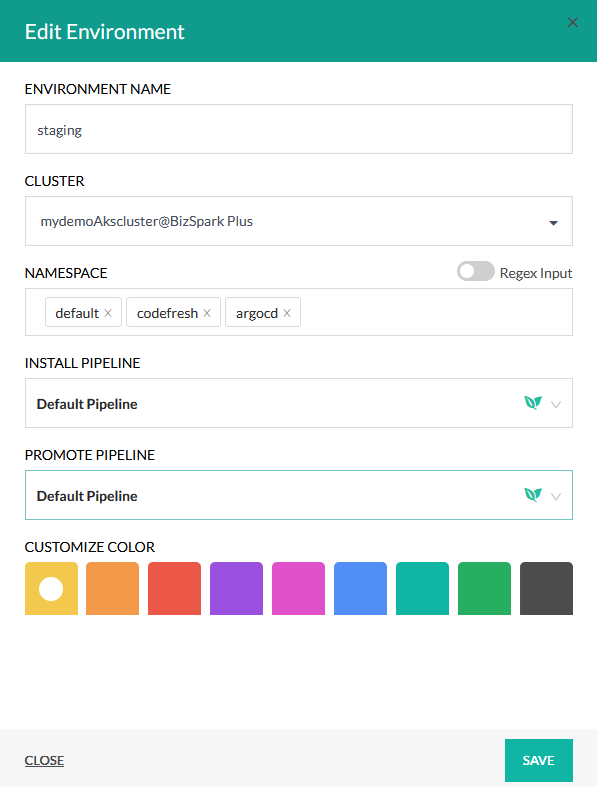 Edit Environment
ENVIRONMENT NAME
staging
CLUSTER
mydemoAkscluster@BizSpark Plus
NAMESPACE Regex Input
default codefresh argocd
INSTALL PIPELINE
Default Pipeline
PROMOTE PIPELINE
Default Pipeline
CUSTOMIZE COLOR
CLOSE SAVE